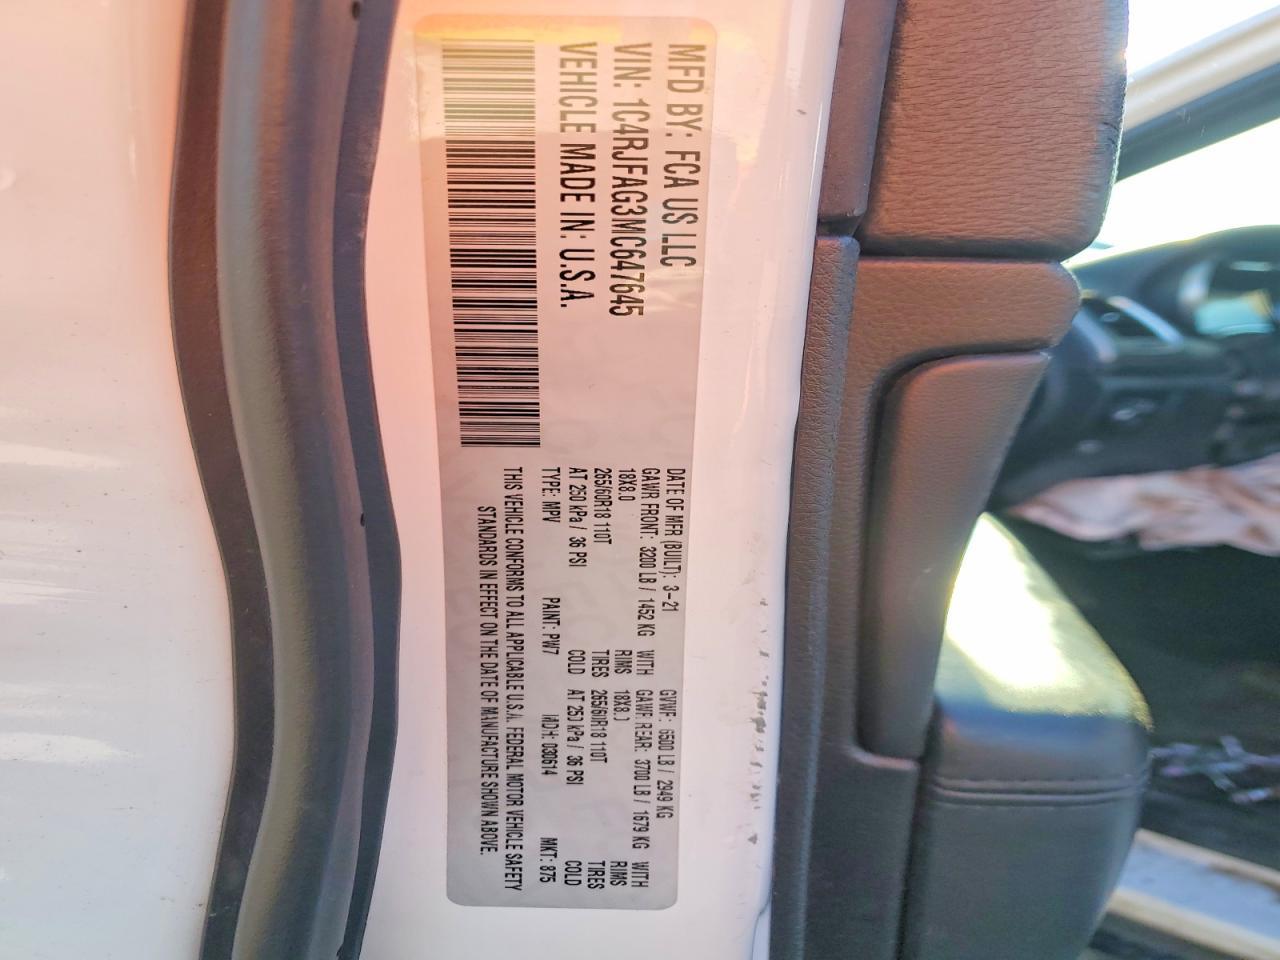 MFD BY: FCA US LLC
VIN: 1C4RJFAG3MC647645
VEHICLE MADE IN: U.S.A.
DATE OF MFR (BUILT): 3-21 GVWR: 6500 LB / 2949 KG
GAWR FRONT: 3200 LB / 1452 KG WITH GAWR REAR: 3700 LB / 1679 KG WITH
18X8.0 RIMS 18X8.0 RIMS
265/60R18 110T TIRES 265/60R18 110T TIRES
AT 250 kPa / 36 PSI COLD AT 250 kPa / 36 PSI COLD
TYPE: MPV PAINT: PW7 MDH: 030614 MKT: 875
THIS VEHICLE CONFORMS TO ALL APPLICABLE U.S.A. FEDERAL MOTOR VEHICLE SAFETY
STANDARDS IN EFFECT ON THE DATE OF MANUFACTURE SHOWN ABOVE.